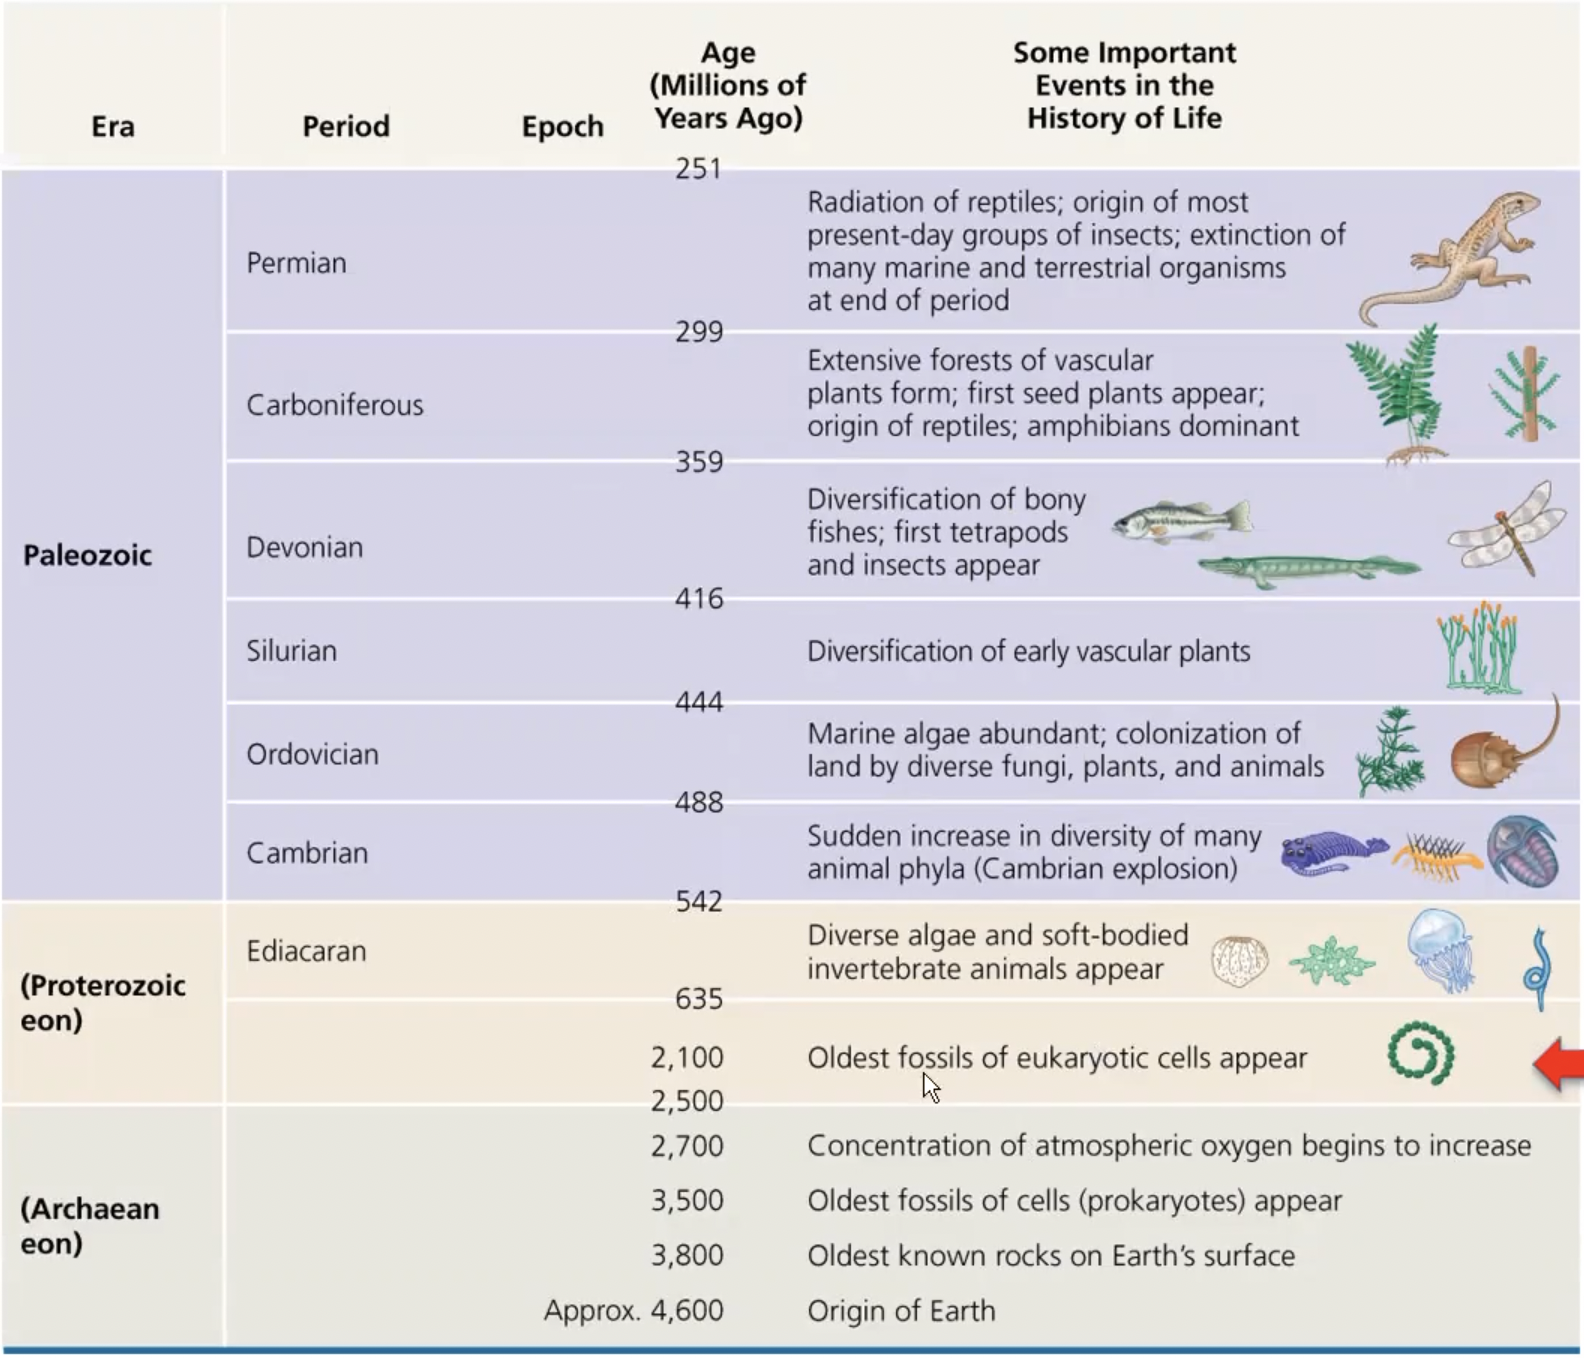 Era
Period
Epoch
Age
(Millions of
Years Ago)
Some Important
Events in the
History of Life
251
Paleozoic
Permian
Radiation of reptiles; origin of most
present-day groups of insects; extinction of
many marine and terrestrial organisms
at end of period
299
Carboniferous
Extensive forests of vascular
plants form; first seed plants appear;
origin of reptiles; amphibians dominant
359
Devonian
Diversification of bony
fishes; first tetrapods
and insects appear
416
Silurian
Diversification of early vascular plants
444
Ordovician
Marine algae abundant; colonization of
land by diverse fungi, plants, and animals
488
Cambrian
Sudden increase in diversity of many
animal phyla (Cambrian explosion)
542
(Proterozoic
eon)
Ediacaran
Diverse algae and soft-bodied
invertebrate animals appear
635
2,100
Oldest fossils of eukaryotic cells appear
2,500
(Archaean
eon)
2,700
Concentration of atmospheric oxygen begins to increase
3,500
Oldest fossils of cells (prokaryotes) appear
3,800
Oldest known rocks on Earth's surface
Approx. 4,600
Origin of Earth